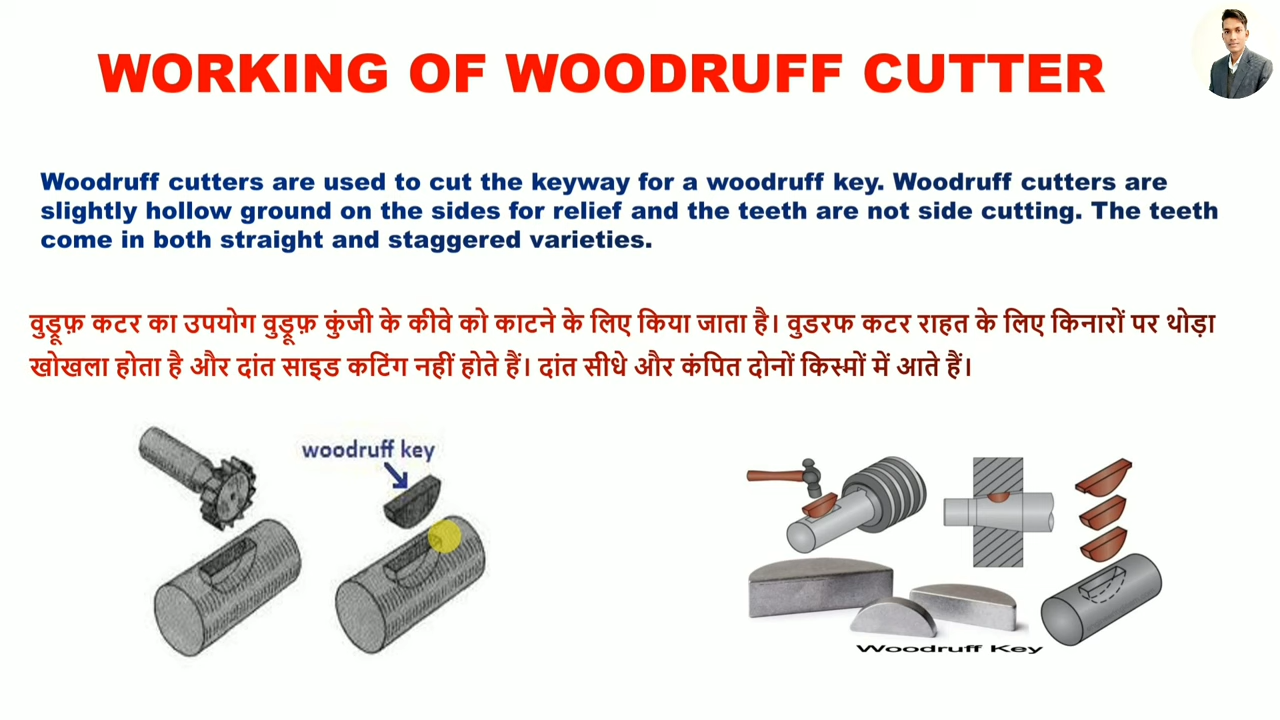 WORKING OF WOODRUFF CUTTER
Woodruff cutters are used to cut the keyway for a woodruff key. Woodruff cutters are
slightly hollow ground on the sides for relief and the teeth are not side cutting. The teeth
come in both straight and staggered varieties.
वुड्रूफ़ कटर का उपयोग वुड्रूफ़ कुंजी के कीवे को काटने के लिए किया जाता है। वुडरफ कटर राहत के लिए किनारों पर थोड़ा
खोखला होता है और दांत साइड कटिंग नहीं होते हैं। दांत सीधे और कंपित दोनों किस्मों में आते हैं।
woodruff key
Woodruff Key